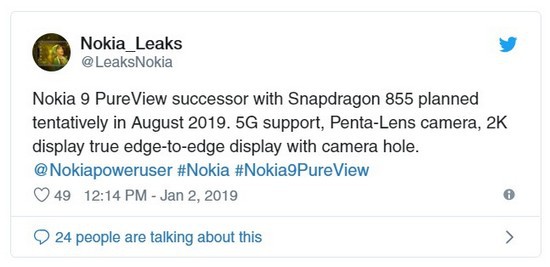 Nokia_Leaks
@LeaksNokia
Nokia 9 PureView successor with Snapdragon 855 planned
tentatively in August 2019. 5G support, Penta-Lens camera, 2K
display true edge-to-edge display with camera hole.
@Nokiapoweruser #Nokia #Nokia9PureView
49 12:14 PM - Jan 2, 2019
24 people are talking about this